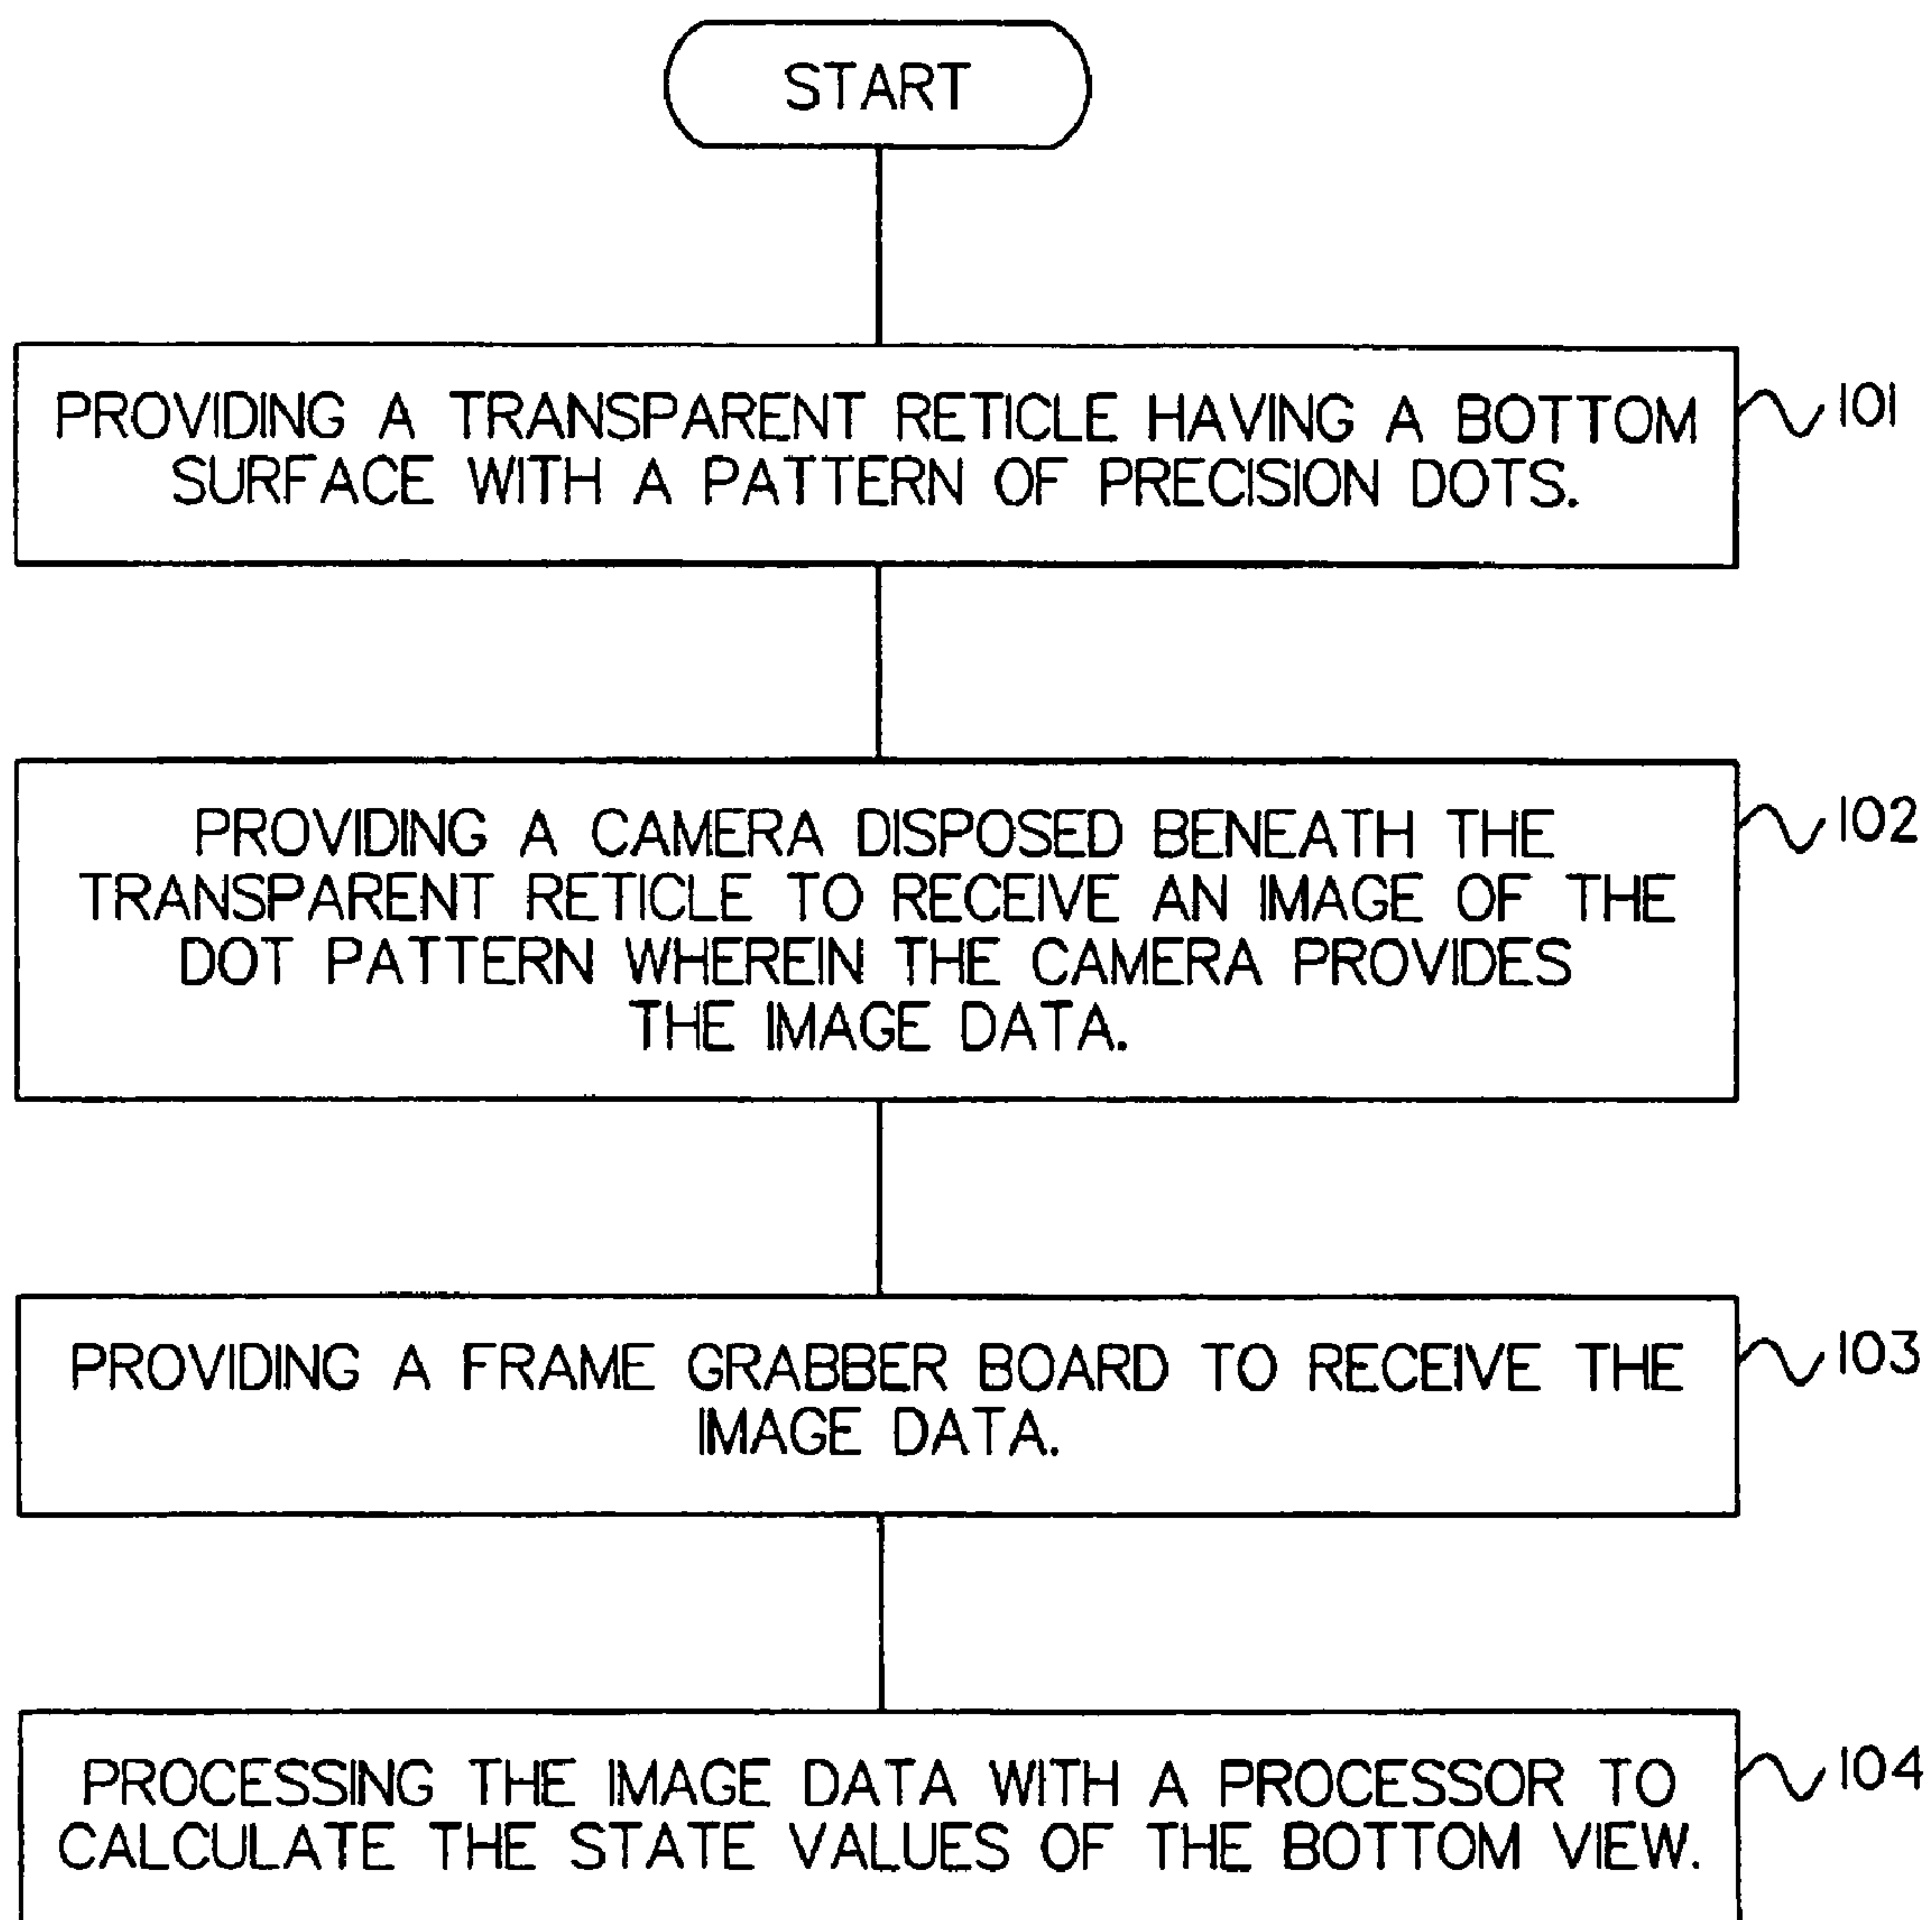 START
PROVIDING A TRANSPARENT RETICLE HAVING A BOTTOM
SURFACE WITH A PATTERN OF PRECISION DOTS.
101
PROVIDING A CAMERA DISPOSED BENEATH THE
TRANSPARENT RETICLE TO RECEIVE AN IMAGE OF THE
DOT PATTERN WHEREIN THE CAMERA PROVIDES
THE IMAGE DATA.
102
PROVIDING A FRAME GRABBER BOARD TO RECEIVE THE
IMAGE DATA.
103
PROCESSING THE IMAGE DATA WITH A PROCESSOR TO
CALCULATE THE STATE VALUES OF THE BOTTOM VIEW.
104